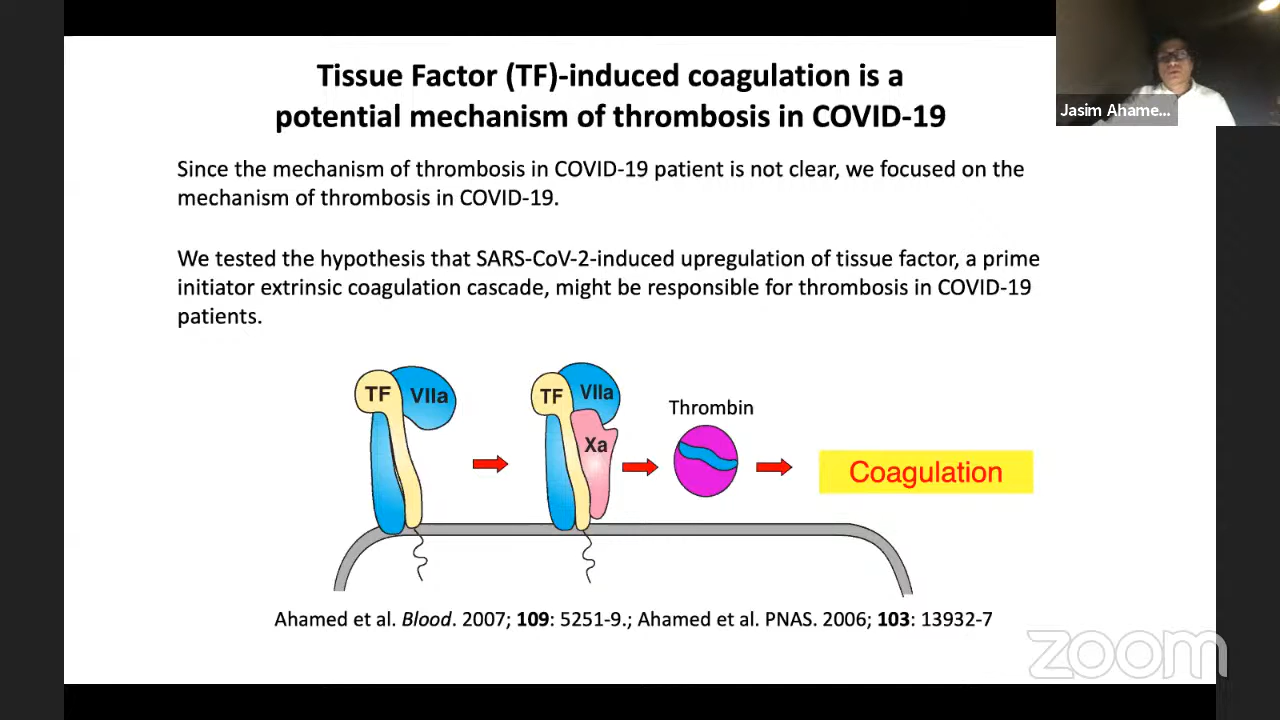 Tissue Factor (TF)-induced coagulation is a
potential mechanism of thrombosis in COVID-19
Jasim Ahame...
Since the mechanism of thrombosis in COVID-19 patient is not clear, we focused on the
mechanism of thrombosis in COVID-19.
We tested the hypothesis that SARS-CoV-2-induced upregulation of tissue factor, a prime
initiator extrinsic coagulation cascade, might be responsible for thrombosis in COVID-19
patients.
TF VIIa
TF VIIa
Xa
Thrombin
Coagulation
Ahamed et al. Blood. 2007; 109: 5251-9.; Ahamed et al. PNAS. 2006; 103: 13932-7
zoom